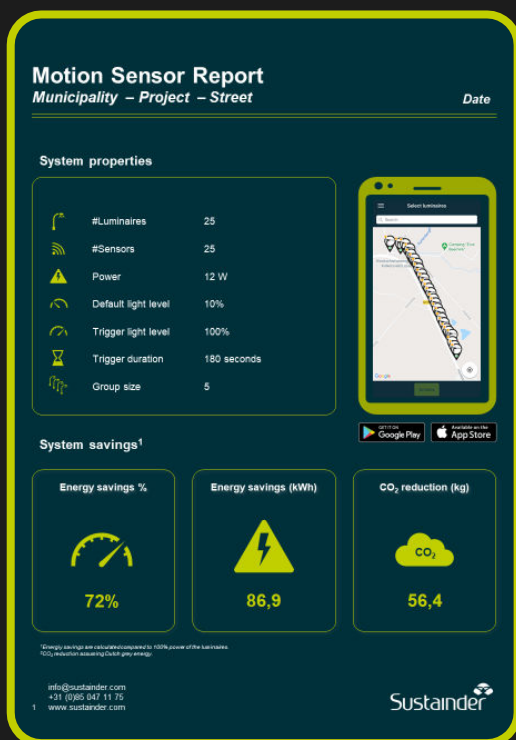 Motion Sensor Report
Municipality – Project – Street
Date
System properties
#Luminaires 25
#Sensors 25
Power 12 W
Default light level 10%
Trigger light level 100%
Trigger duration 180 seconds
Group size 5
Select luminaires
Search
Google
GET IT ON
Google Play
Available on the
App Store
System savings1
Energy savings %
72%
Energy savings (kWh)
86,9
CO2 reduction (kg)
CO2
56,4
1Energy savings are calculated compared to 100% power of the luminaires.
2CO2 reduction assuming Dutch grey energy.
info@sustainder.com
+31 (0)85 047 11 75
1 www.sustainder.com
Sustainder